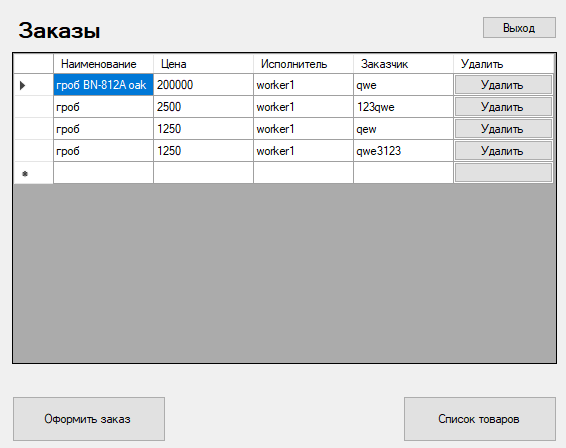 Заказы
Выход
Наименование Цена Исполнитель Заказчик Удалить
гроб BN-812A oak 200000 worker1 qwe Удалить
гроб 2500 worker1 123qwe Удалить
гроб 1250 worker1 qew Удалить
гроб 1250 worker1 qwe3123 Удалить
Оформить заказ Список товаров